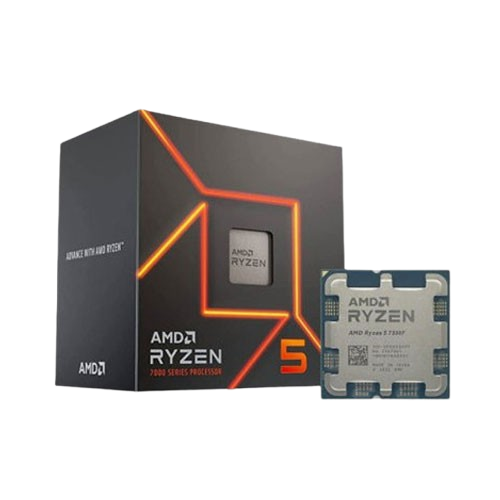 ADVANCE WITH AMD RYZEN™
AMD
AMD
RYZEN
AMD
RYZEN 5
7000 SERIES PROCESSOR
AMD
RYZEN
AMD Ryzen 5 7500F